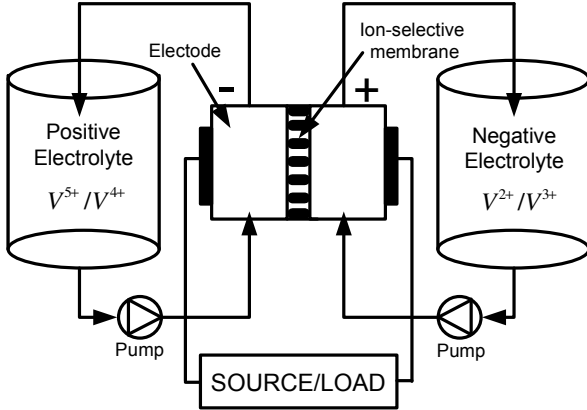 Electode
Ion-selective
membrane
-
+
Positive
Electrolyte
V⁵⁺/V⁴⁺
Negative
Electrolyte
V²⁺/V³⁺
Pump
Pump
SOURCE/LOAD